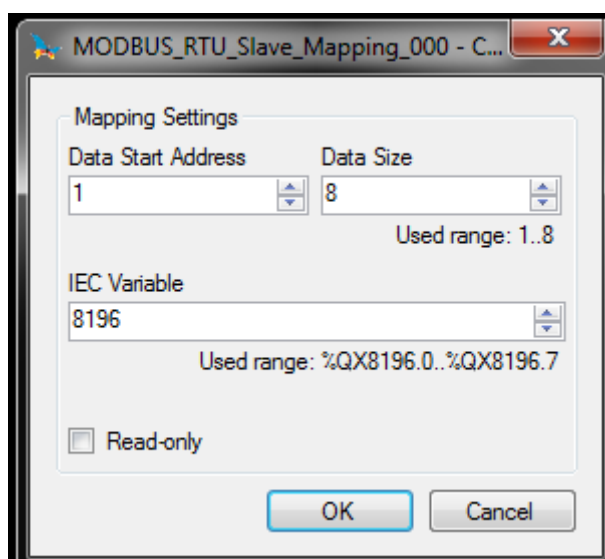 MODBUS_RTU_Slave_Mapping_000 - C...
Mapping Settings
Data Start Address Data Size
1 8
Used range: 1..8
IEC Variable
8196
Used range: %QX8196.0..%QX8196.7
Read-only
OK Cancel